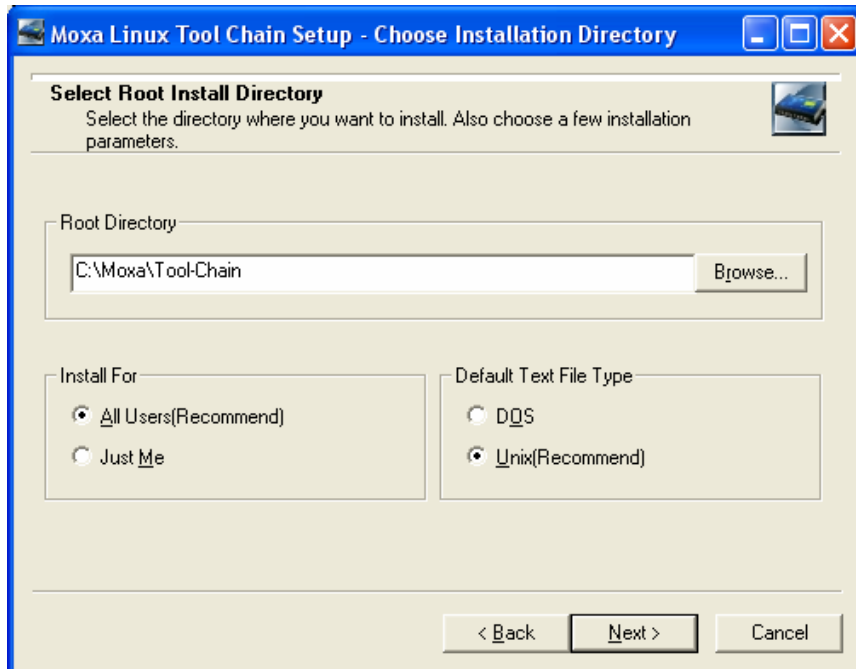 Moxa Linux Tool Chain Setup - Choose Installation Directory
Select Root Install Directory
Select the directory where you want to install. Also choose a few installation
parameters.
Root Directory
C:\Moxa\Tool-Chain
Browse...
Install For
All Users(Recommend)
Just Me
Default Text File Type
DOS
Unix(Recommend)
< Back
Next >
Cancel